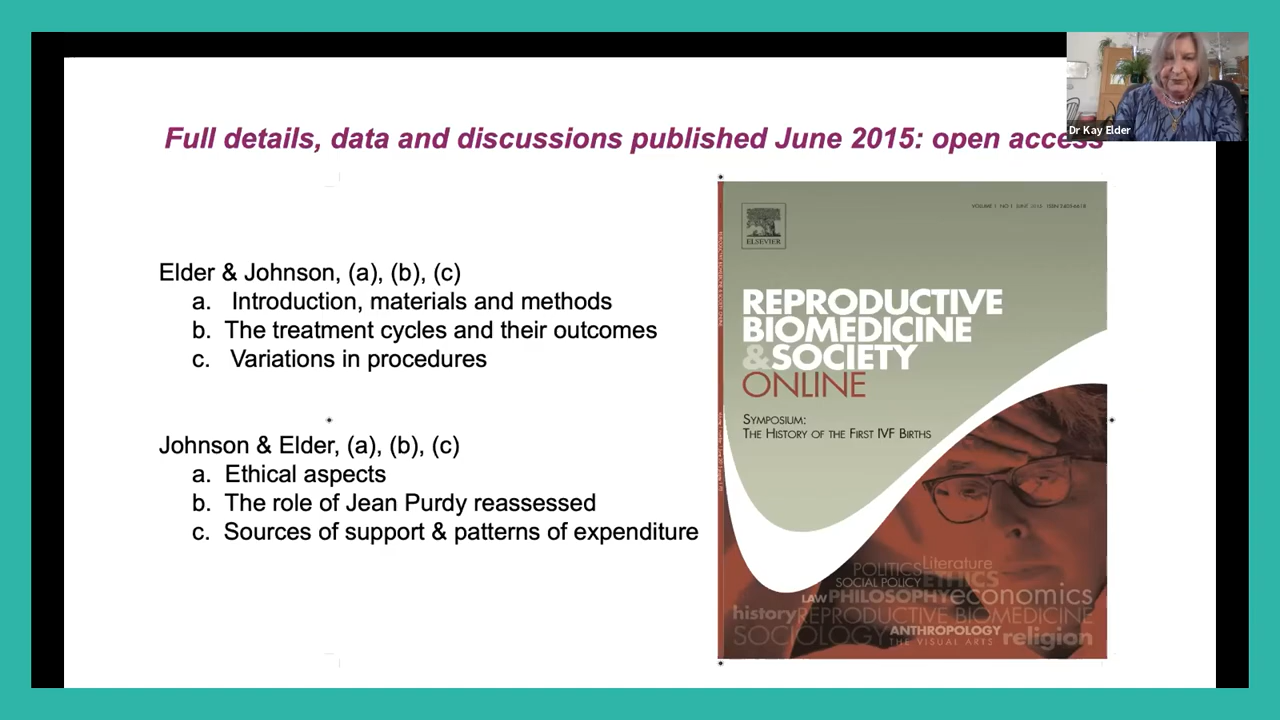 Full details, data and discussions published June 2015: open access
Dr Kay Elder
Elder & Johnson, (a), (b), (c)
a. Introduction, materials and methods
b. The treatment cycles and their outcomes
c. Variations in procedures
Johnson & Elder, (a), (b), (c)
a. Ethical aspects
b. The role of Jean Purdy reassessed
c. Sources of support & patterns of expenditure
ELSEVIER
REPRODUCTIVE
BIOMEDICINE
&SOCIETY
ONLINE
SYMPOSIUM:
THE HISTORY OF THE FIRST IVF BIRTHS
POLITICS Literature
SOCIAL POLICY ETHICS
LAW PHILOSOPHY economics
history REPRODUCTIVE BIOMEDICINE
SOCIOLOGY ANTHROPOLOGY religion
THE VISUAL ARTS